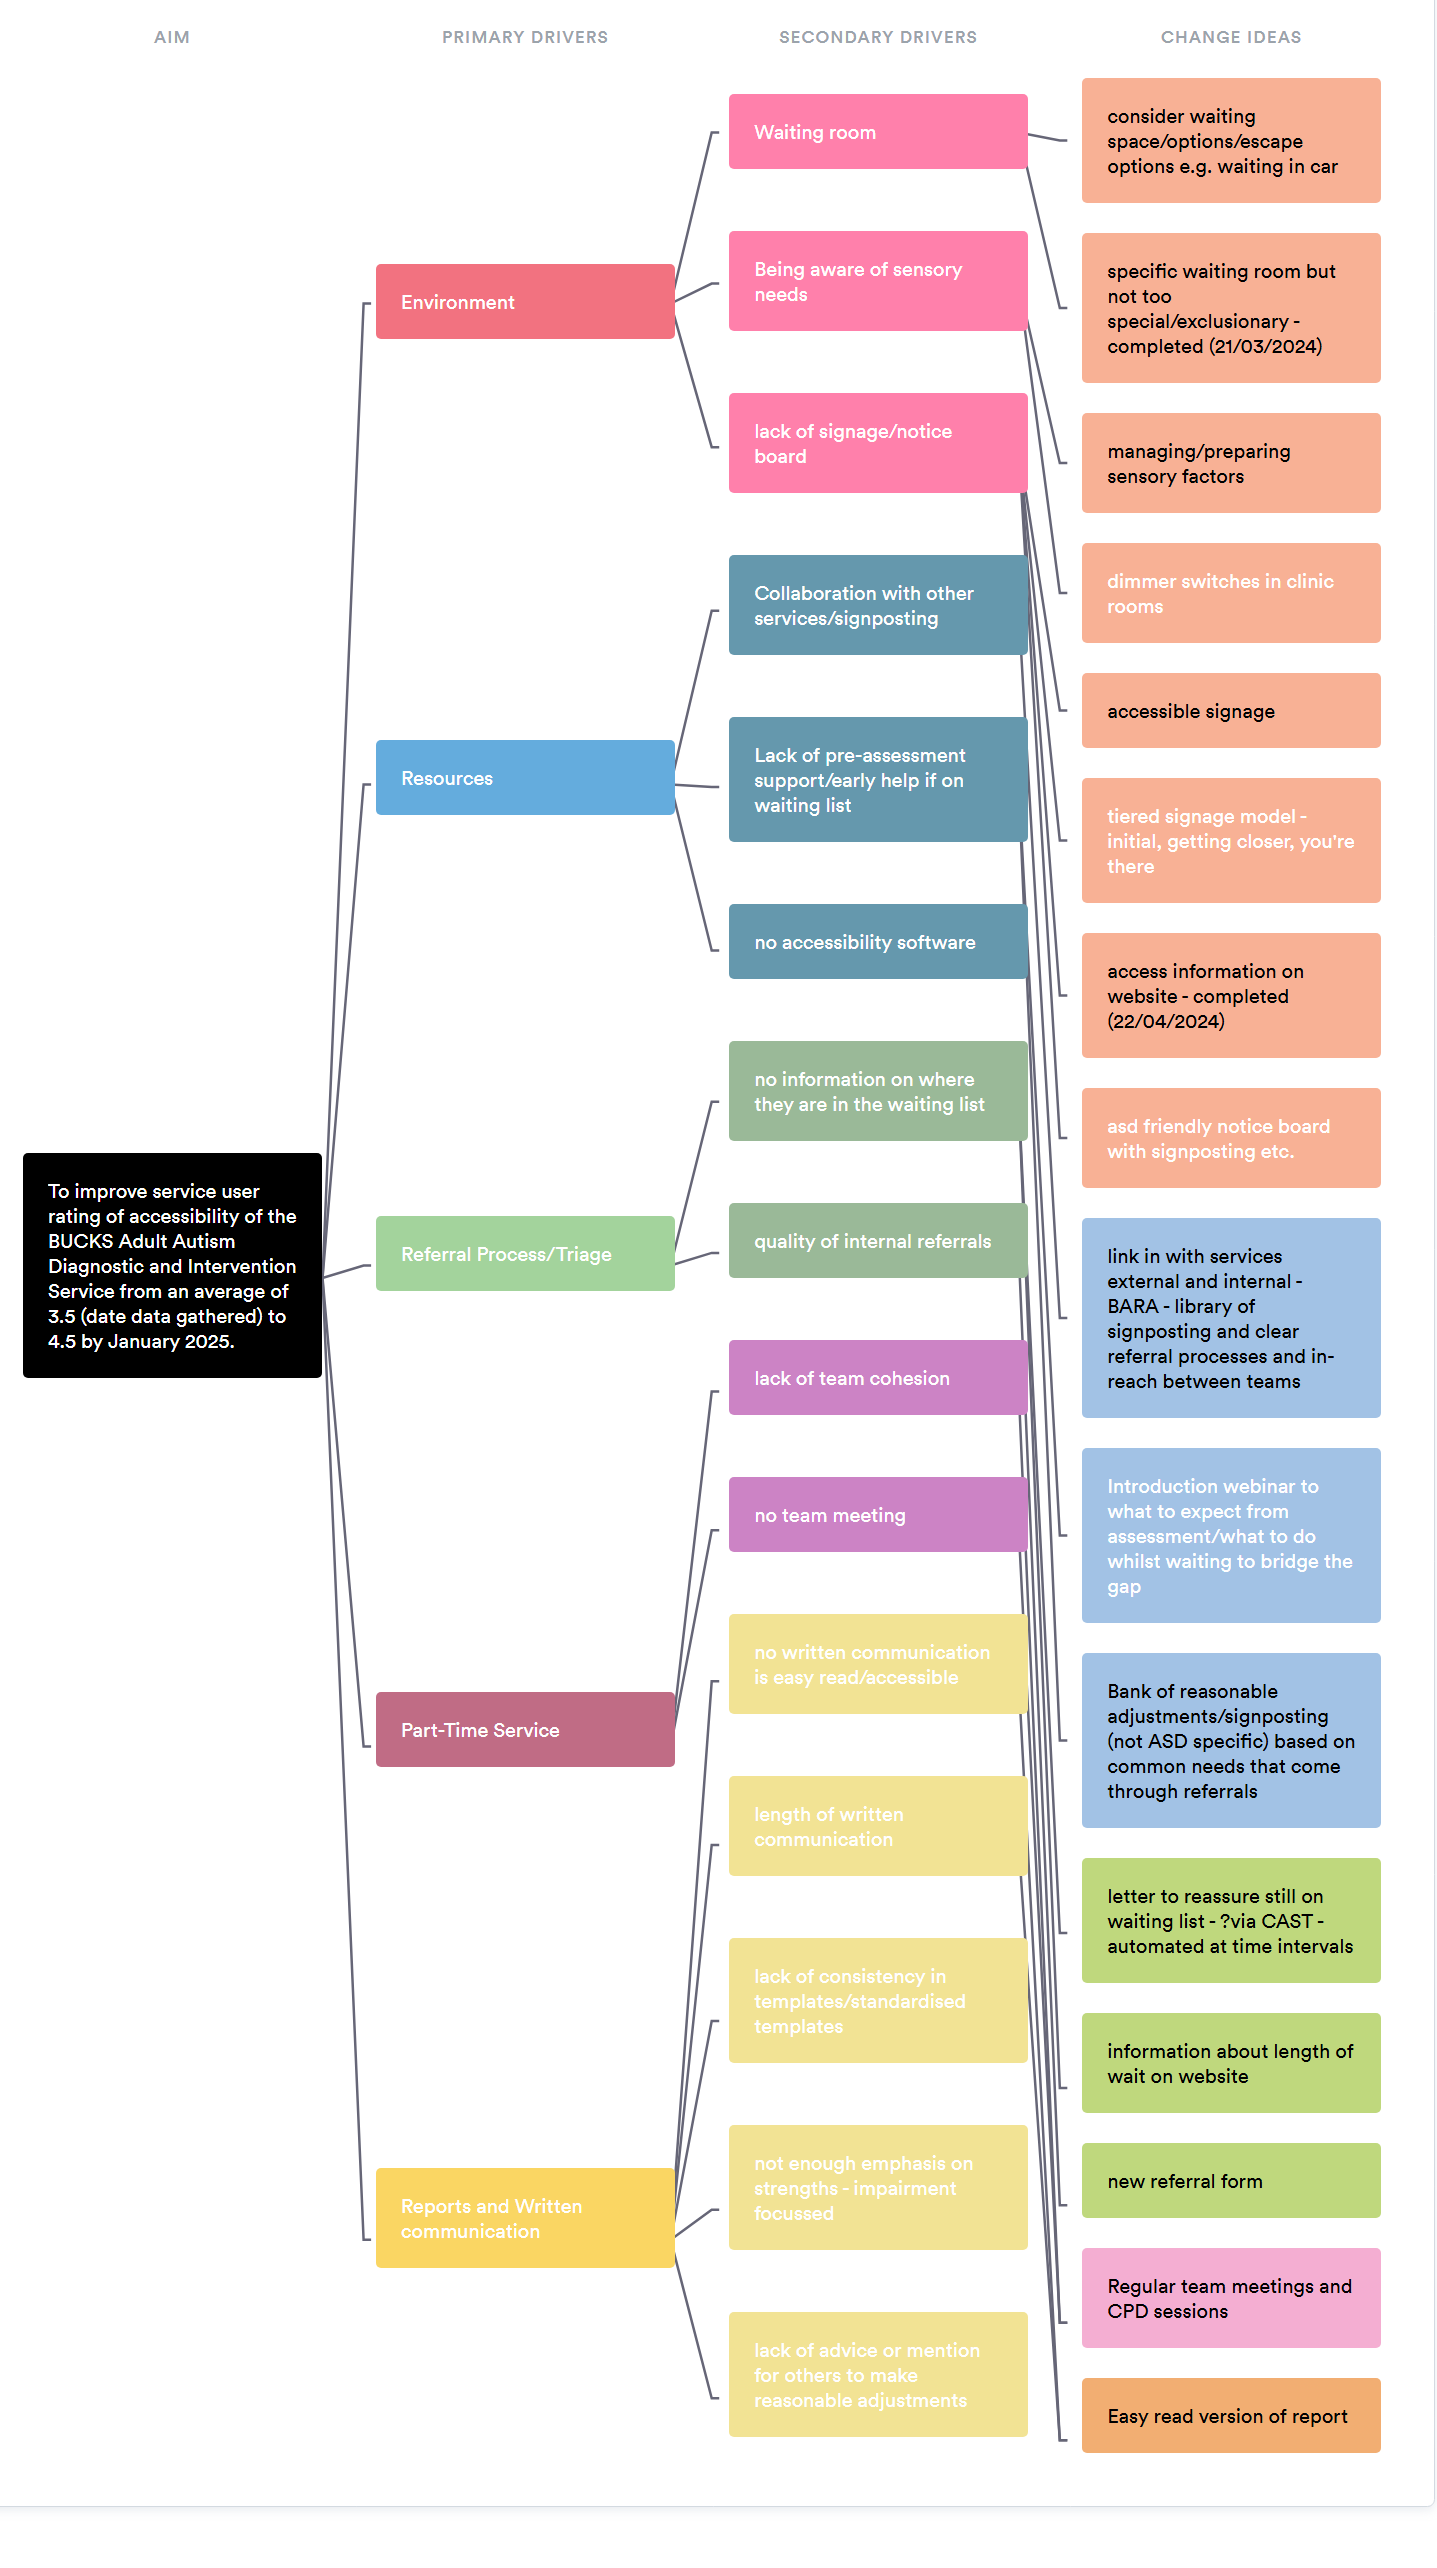 AIM
PRIMARY DRIVERS
SECONDARY DRIVERS
CHANGE IDEAS
To improve service user
rating of accessibility of the
BUCKS Adult Autism
Diagnostic and Intervention
Service from an average of
3.5 (date data gathered) to
4.5 by January 2025.
Environment
Resources
Referral Process/Triage
Part-Time Service
Reports and Written
communication
Waiting room
Being aware of sensory
needs
lack of signage/notice
board
Collaboration with other
services/signposting
Lack of pre-assessment
support/early help if on
waiting list
no accessibility software
no information on where
they are in the waiting list
quality of internal referrals
lack of team cohesion
no team meeting
no written communication
is easy read/accessible
length of written
communication
lack of consistency in
templates/standardised
templates
not enough emphasis on
strengths - impairment
focussed
lack of advice or mention
for others to make
reasonable adjustments
consider waiting
space/options/escape
options e.g. waiting in car
specific waiting room but
not too
special/exclusionary -
completed (21/03/2024)
managing/preparing
sensory factors
dimmer switches in clinic
rooms
accessible signage
tiered signage model -
initial, getting closer, you're
there
access information on
website - completed
(22/04/2024)
asd friendly notice board
with signposting etc.
link in with services
external and internal -
BARA - library of
signposting and clear
referral processes and in-
reach between teams
Introduction webinar to
what to expect from
assessment/what to do
whilst waiting to bridge the
gap
Bank of reasonable
adjustments/signposting
(not ASD specific) based on
common needs that come
through referrals
letter to reassure still on
waiting list - ?via CAST -
automated at time intervals
information about length of
wait on website
new referral form
Regular team meetings and
CPD sessions
Easy read version of report